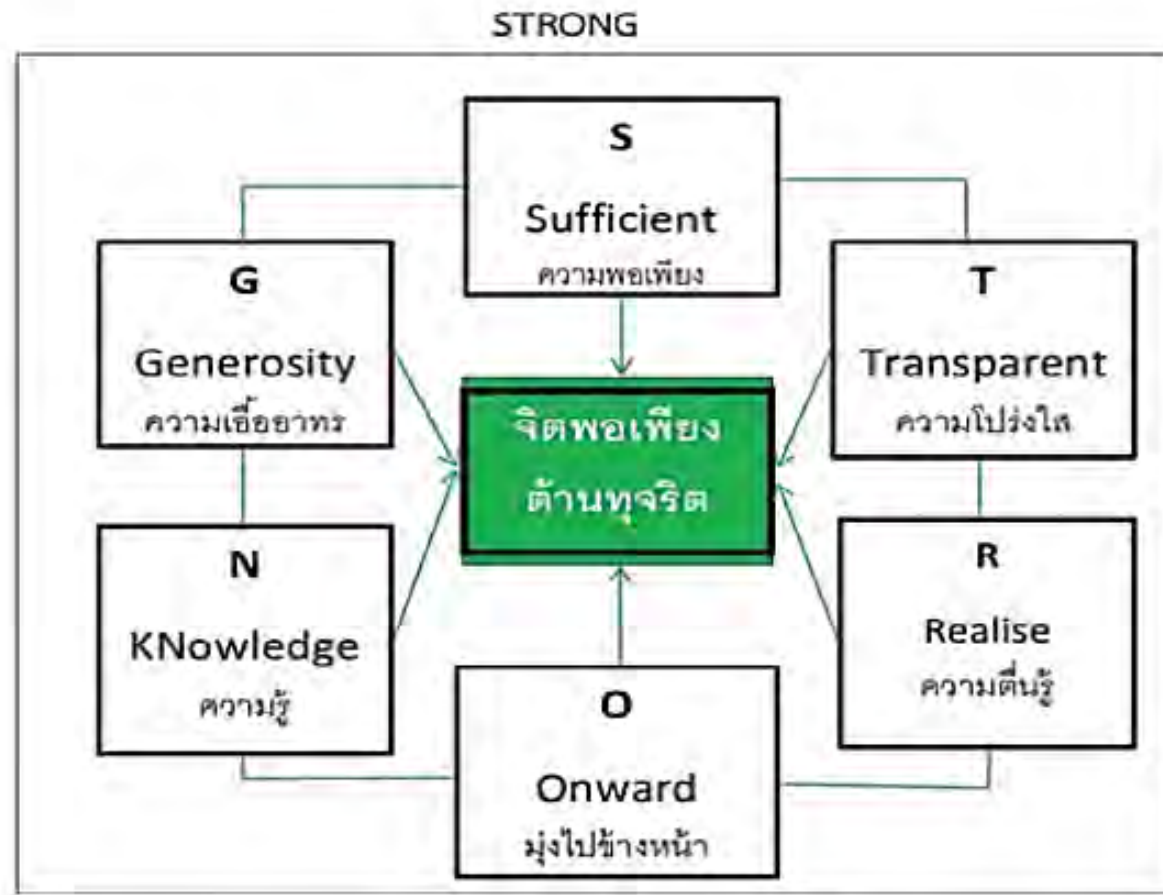 STRONG
S
Sufficient
ความพอเพียง
T
Transparent
ความโปร่งใส
R
Realise
ความตื่นรู้
O
Onward
มุ่งไปข้างหน้า
N
KNowledge
ความรู้
G
Generosity
ความเอื้ออาทร
จิตพอเพียง
ต้านทุจริต